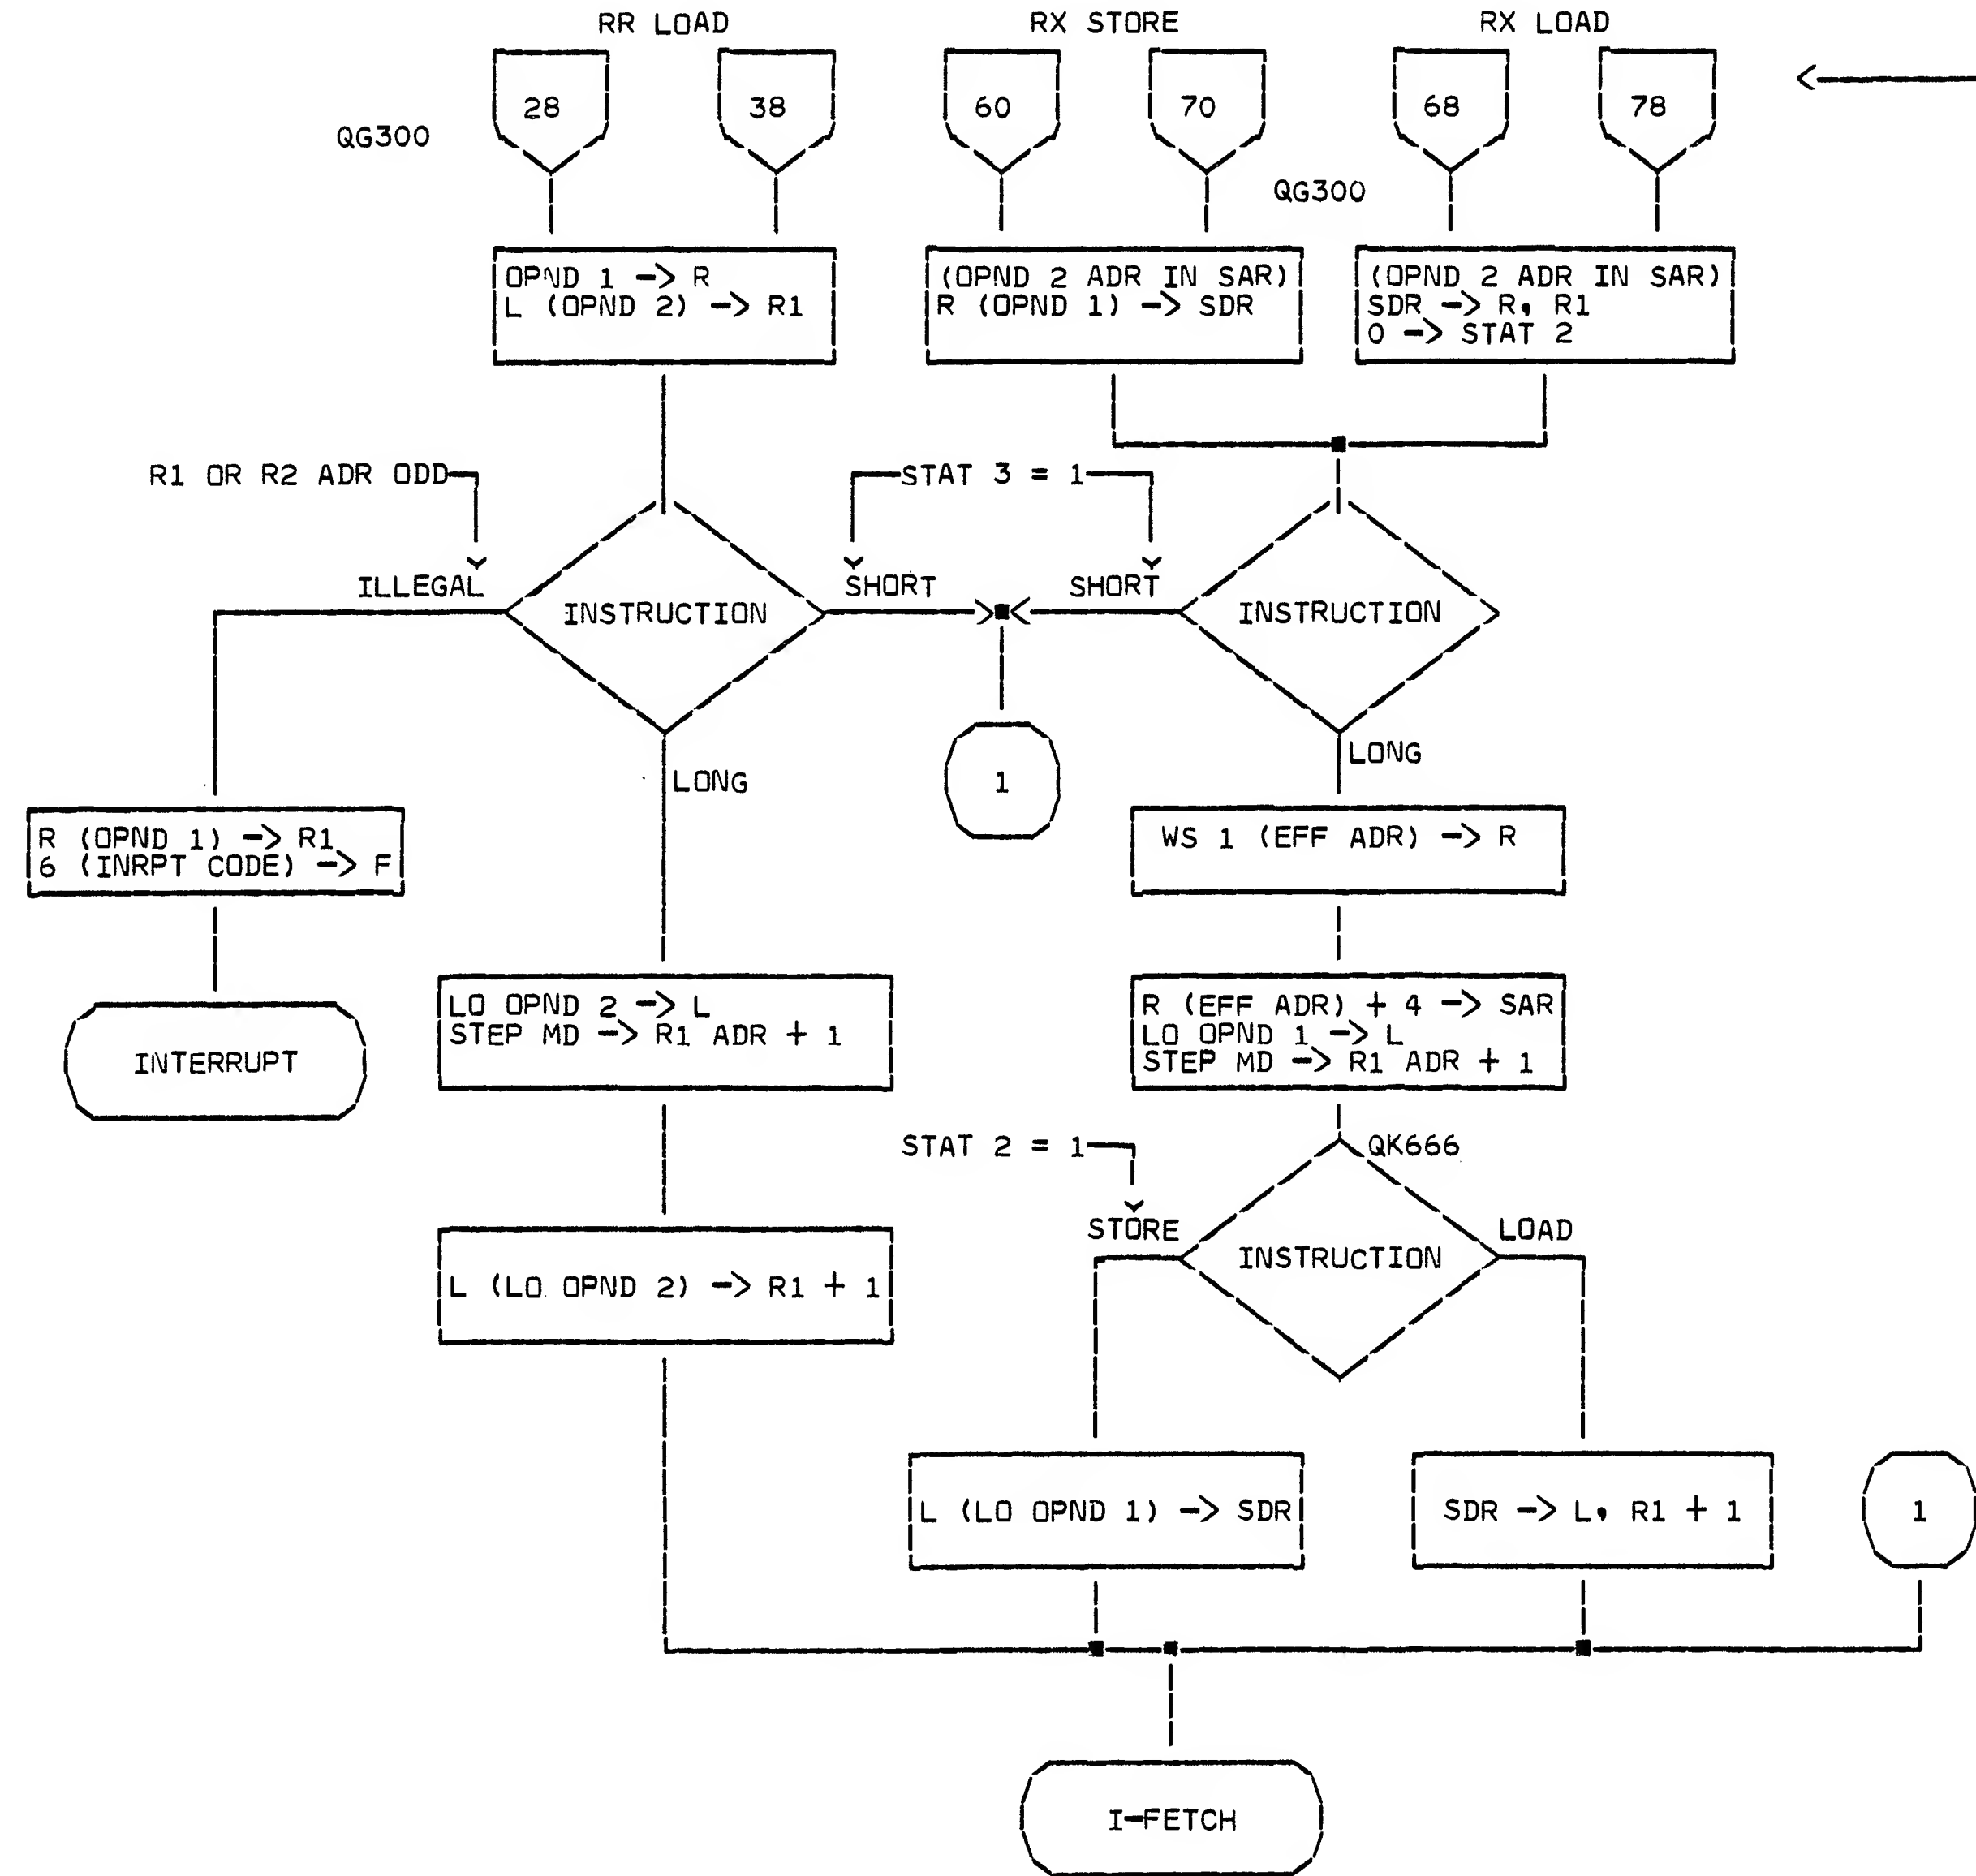 RR LOAD
RX STORE
RX LOAD
28
38
60
70
68
78
QG300
QG300
OPND 1 -> R
L (OPND 2) -> R1
(OPND 2 ADR IN SAR)
R (OPND 1) -> SDR
(OPND 2 ADR IN SAR)
SDR -> R, R1
0 -> STAT 2
R1 OR R2 ADR ODD
STAT 3 = 1
ILLEGAL
INSTRUCTION
SHORT
SHORT
INSTRUCTION
LONG
1
LONG
R (OPND 1) -> R1
6 (INRPT CODE) -> F
WS 1 (EFF ADR) -> R
INTERRUPT
LO OPND 2 -> L
STEP MD -> R1 ADR + 1
R (EFF ADR) + 4 -> SAR
LO OPND 1 -> L
STEP MD -> R1 ADR + 1
STAT 2 = 1
QK666
STORE
INSTRUCTION
LOAD
L (LO OPND 2) -> R1 + 1
L (LO OPND 1) -> SDR
SDR -> L, R1 + 1
1
I-FETCH